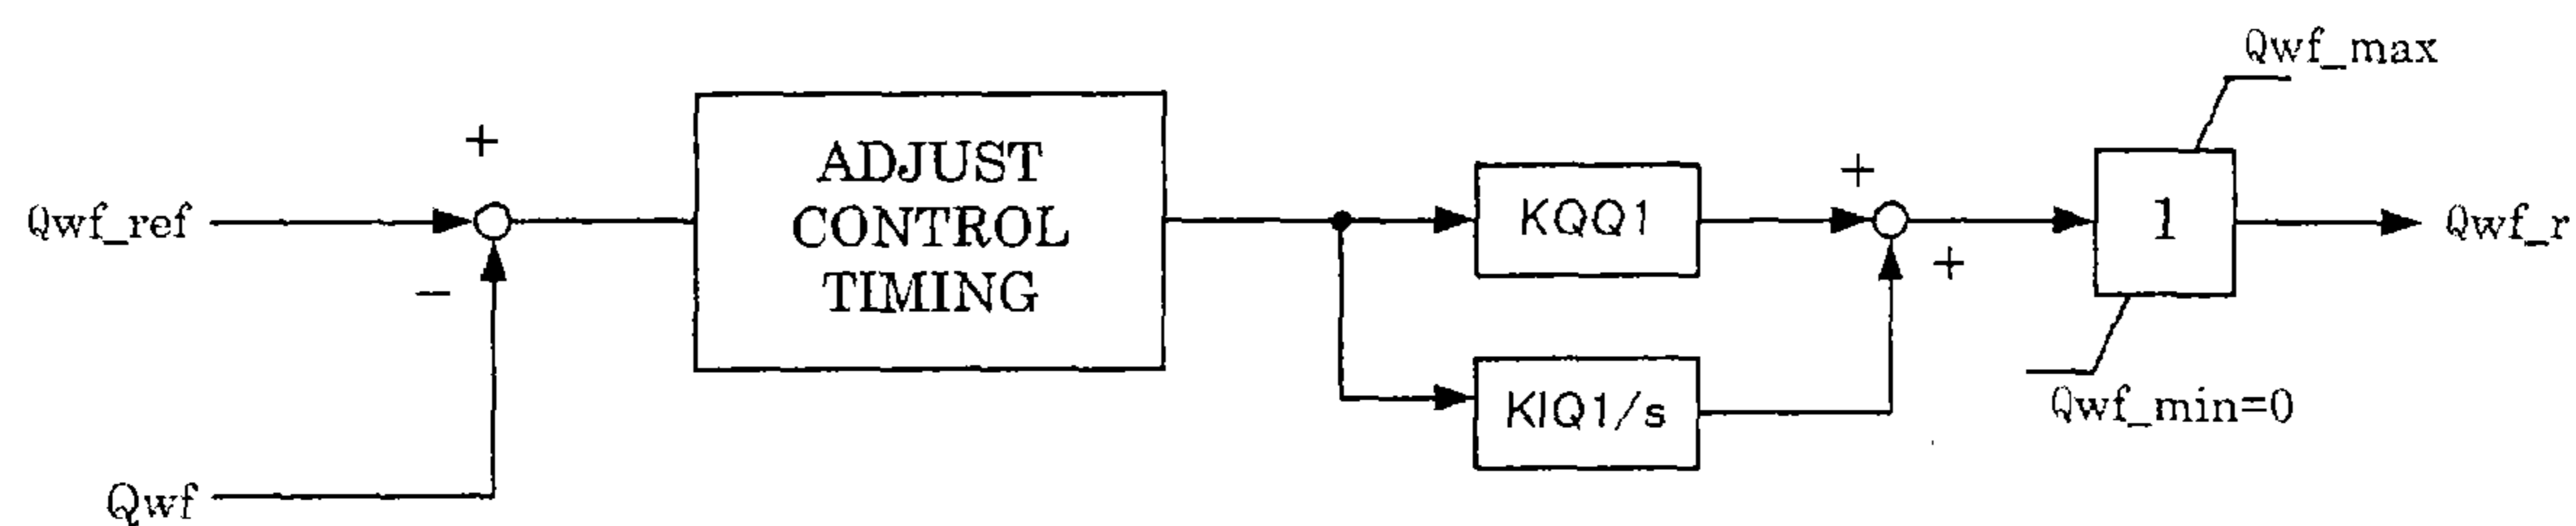 Qwf_max
+
ADJUST
CONTROL
TIMING
+
Qwf_ref
KQQ1
1
Qwf_r
+
−
KIQ1/s
Qwf_min=0
Qwf